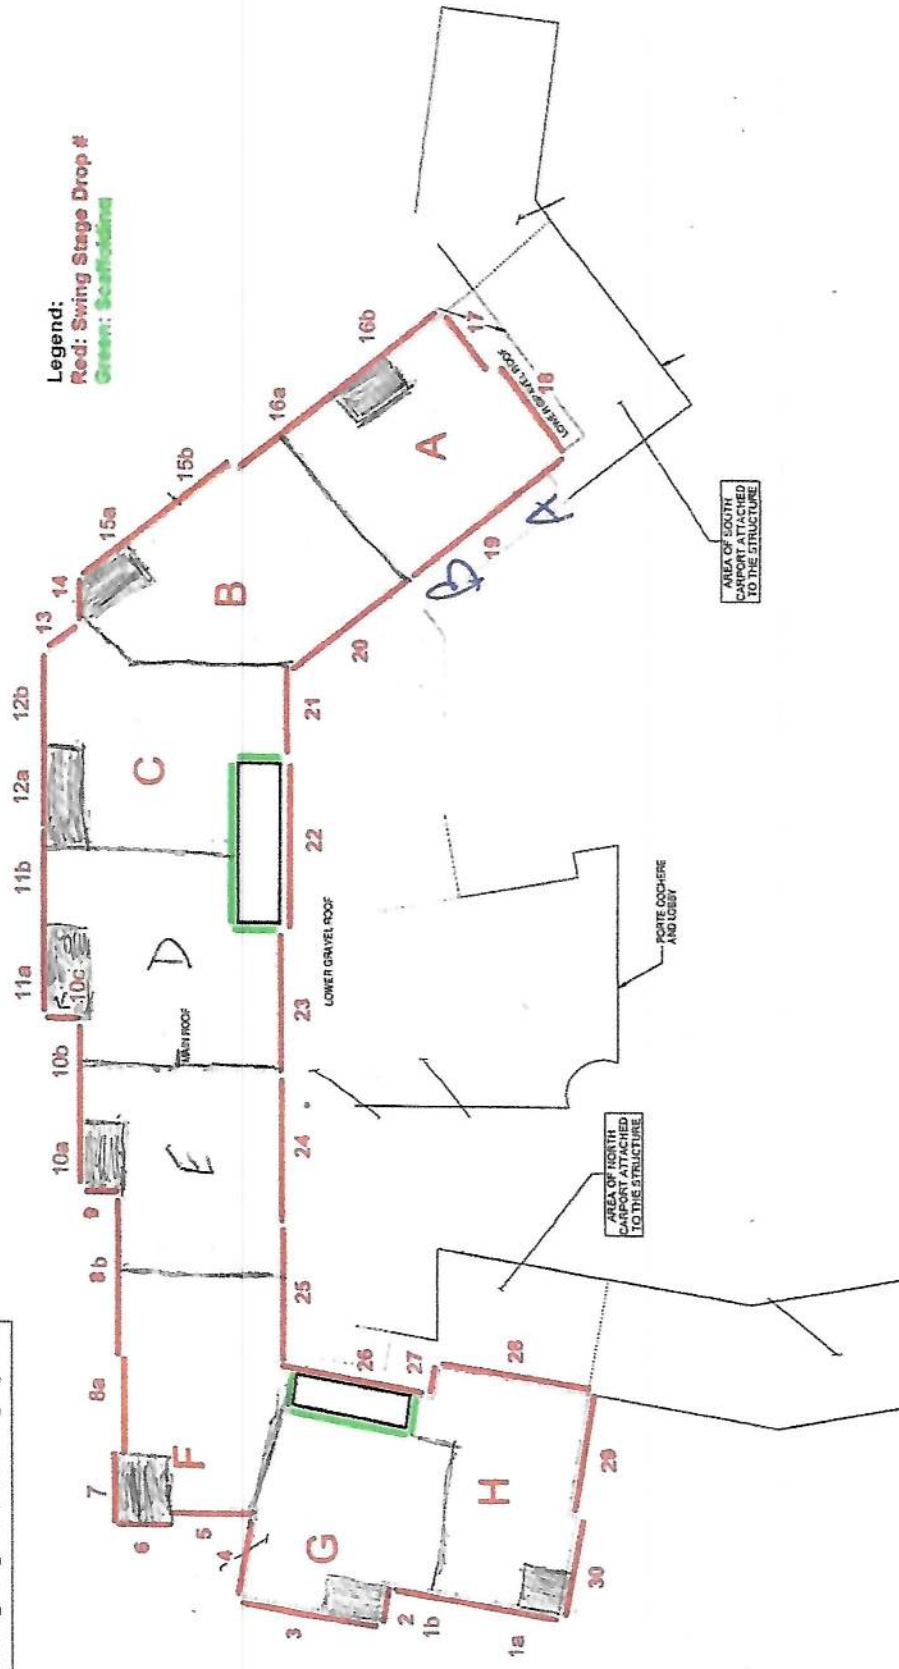 Legend:
Red: Swing Stage Drop #
Green: Scaffolding
13
14
15a
15b
16a
16b
12b
12a
11b
11a
10c
10b
10a
9
8b
8a
7
6
5
4
3
2
1b
1a
30
29
28
27
26
25
24
23
22
21
20
19
18
17
A
B
C
D
E
F
G
H
B
A
MAIN ROOF
LOWER GRAVEL ROOF
LOWER GRAVEL ROOF
AREA OF SOUTH
CARPORT ATTACHED
TO THE STRUCTURE
PORTE COCHERE
AND LOBBY
AREA OF NORTH
CARPORT ATTACHED
TO THE STRUCTURE